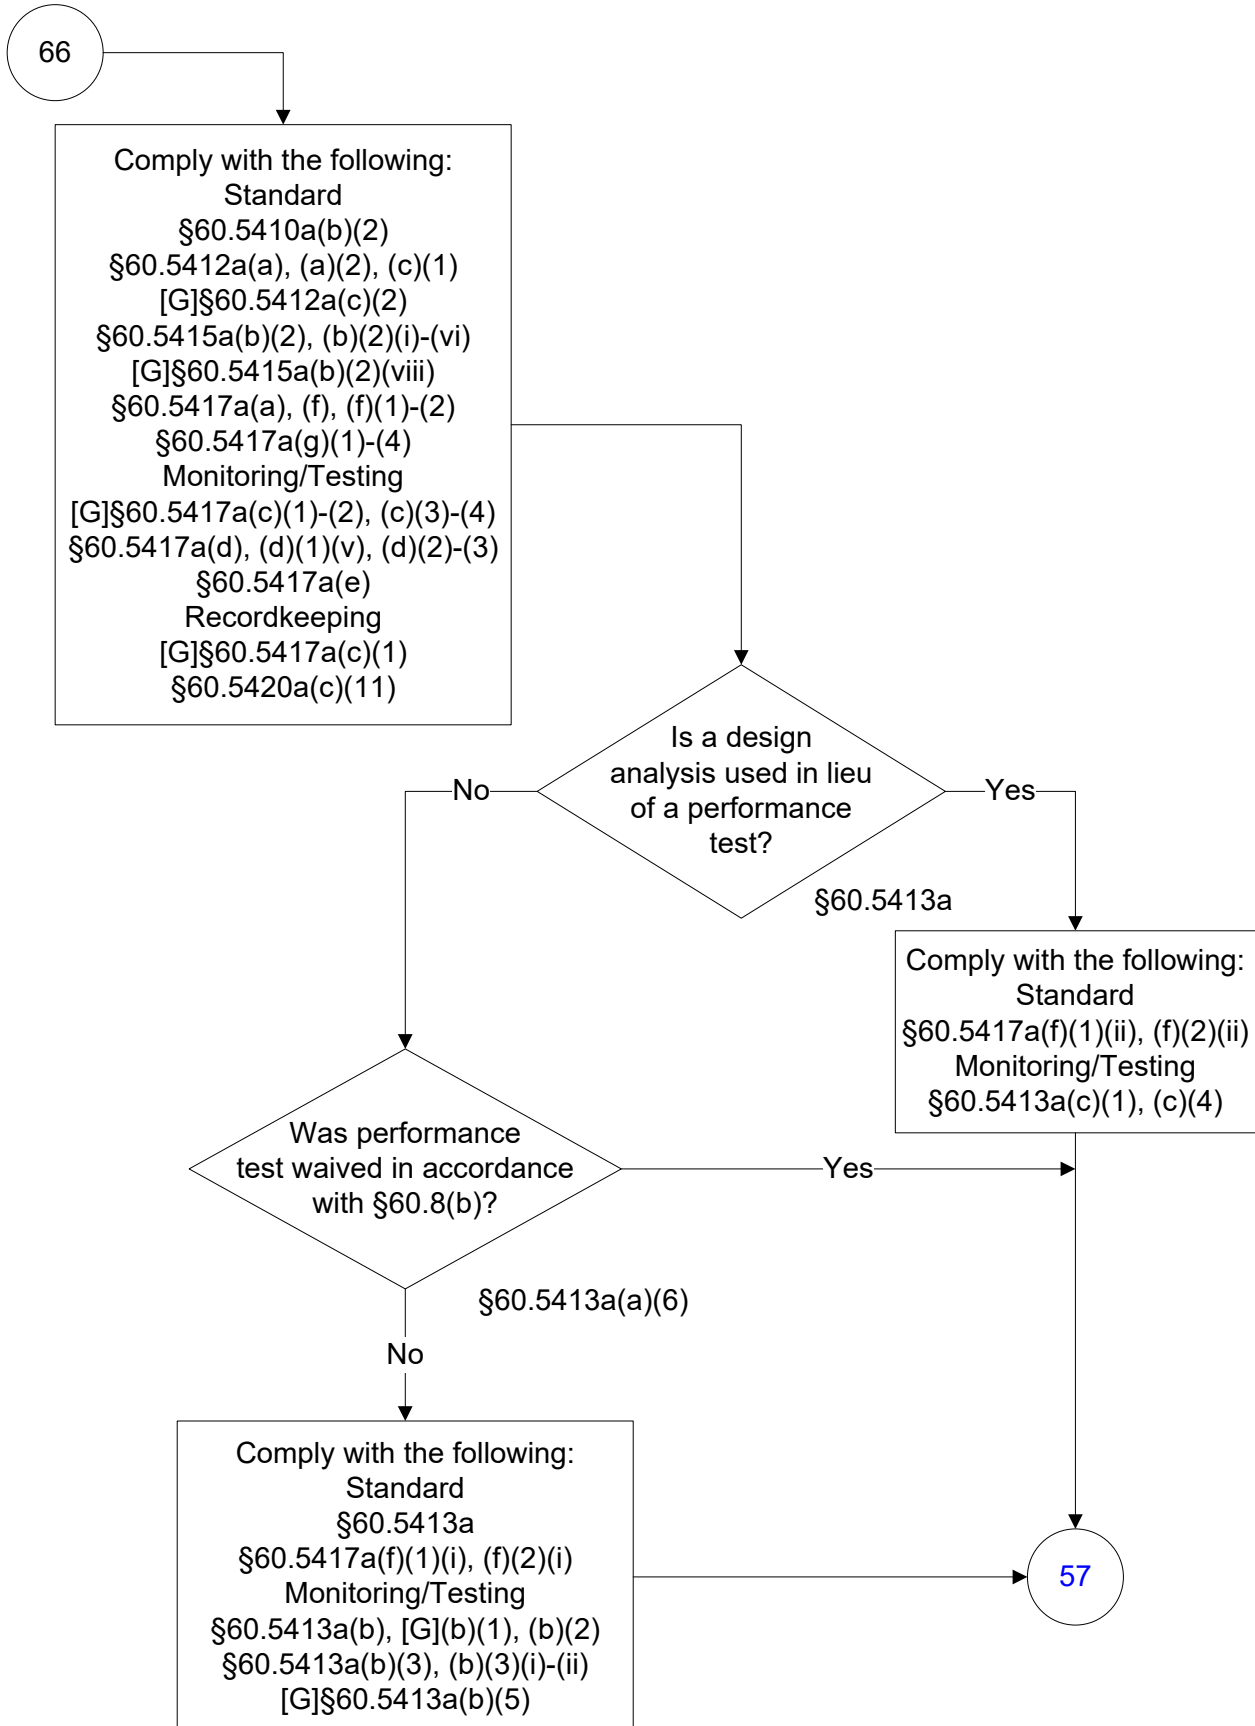 66
Comply with the following:
Standard
§60.5410a(b)(2)
§60.5412a(a), (a)(2), (c)(1)
[G]§60.5412a(c)(2)
§60.5415a(b)(2), (b)(2)(i)-(vi)
[G]§60.5415a(b)(2)(viii)
§60.5417a(a), (f), (f)(1)-(2)
§60.5417a(g)(1)-(4)
Monitoring/Testing
[G]§60.5417a(c)(1)-(2), (c)(3)-(4)
§60.5417a(d), (d)(1)(v), (d)(2)-(3)
§60.5417a(e)
Recordkeeping
[G]§60.5417a(c)(1)
§60.5420a(c)(11)
Is a design
analysis used in lieu
of a performance
test?
No
Yes
§60.5413a
Comply with the following:
Standard
§60.5417a(f)(1)(ii), (f)(2)(ii)
Monitoring/Testing
§60.5413a(c)(1), (c)(4)
Was performance
test waived in accordance
with §60.8(b)?
Yes
§60.5413a(a)(6)
No
Comply with the following:
Standard
§60.5413a
§60.5417a(f)(1)(i), (f)(2)(i)
Monitoring/Testing
§60.5413a(b), [G](b)(1), (b)(2)
§60.5413a(b)(3), (b)(3)(i)-(ii)
[G]§60.5413a(b)(5)
57